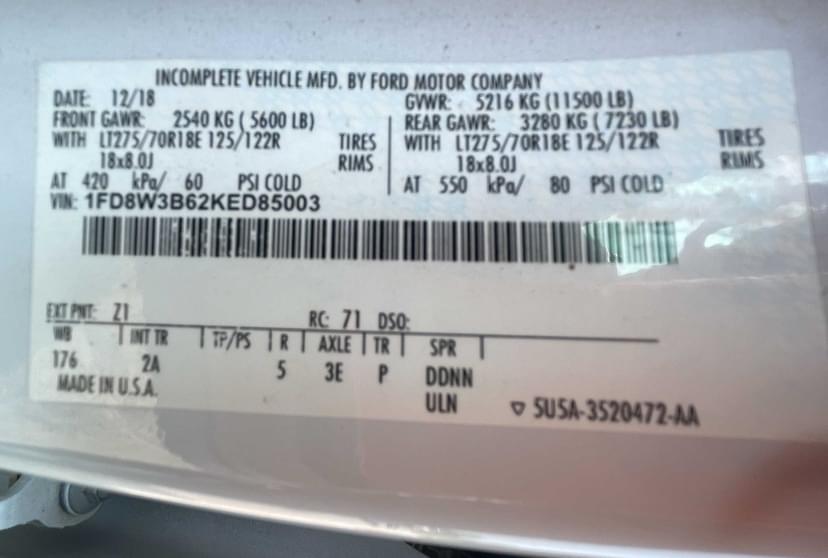 INCOMPLETE VEHICLE MFD. BY FORD MOTOR COMPANY
DATE: 12/18 GVWR: 5216 KG (11500 LB)
FRONT GAWR: 2540 KG (5600 LB) REAR GAWR: 3280 KG (7230 LB)
WITH LT275/70R18E 125/122R TIRES WITH LT275/70R18E 125/122R TIRES
18x8.0J RIMS 18x8.0J RIMS
AT 420 kPa/ 60 PSI COLD AT 550 kPa/ 80 PSI COLD
VIN: 1FD8W3B62KED85003
EXT PNT: Z1 RC: 71 DSO:
WB INT TR TP/PS R AXLE TR SPR
176 2A 5 3E P DDNN
MADE IN U.S.A. ULN ▽ 5U5A-3520472-AA